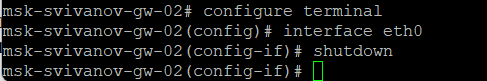 msk-svivanov-gw-02# configure terminal
msk-svivanov-gw-02(config)# interface eth0
msk-svivanov-gw-02(config-if)# shutdown
msk-svivanov-gw-02(config-if)#